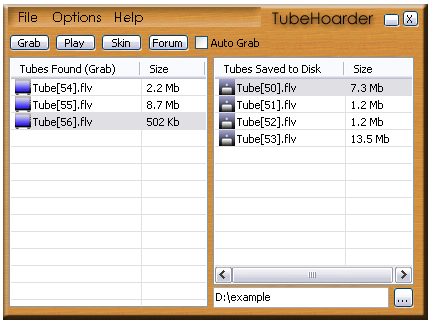 File Options Help TubeHoarder X
Grab Play Skin Forum Auto Grab
Tubes Found (Grab) Size
Tube[54].flv 2.2 Mb
Tube[55].flv 8.7 Mb
Tube[56].flv 502 Kb
Tubes Saved to Disk Size
Tube[50].flv 7.3 Mb
Tube[51].flv 1.2 Mb
Tube[52].flv 1.2 Mb
Tube[53].flv 13.5 Mb
D:\example ...